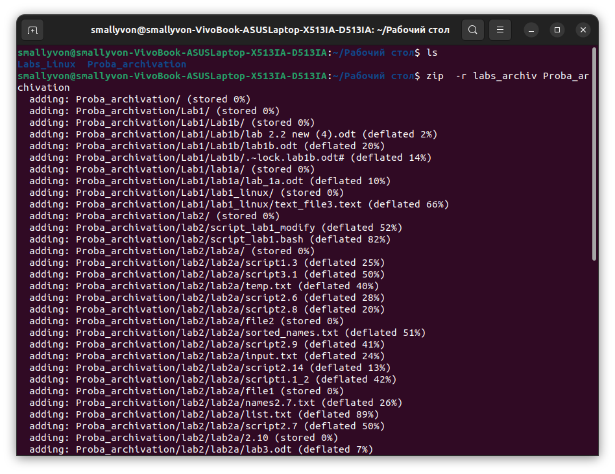 smallyvon@smallyvon-VivoBook-ASUSLaptop-X513IA-D513IA: ~/Рабочий стол
smallyvon@smallyvon-VivoBook-ASUSLaptop-X513IA-D513IA:~/Рабочий стол$ ls
Labs_Linux  Proba_archivation
smallyvon@smallyvon-VivoBook-ASUSLaptop-X513IA-D513IA:~/Рабочий стол$ zip  -r labs_archiv Proba_ar
chivation
  adding: Proba_archivation/ (stored 0%)
  adding: Proba_archivation/Lab1/ (stored 0%)
  adding: Proba_archivation/Lab1/Lab1b/ (stored 0%)
  adding: Proba_archivation/Lab1/Lab1b/lab 2.2 new (4).odt (deflated 2%)
  adding: Proba_archivation/Lab1/Lab1b/lab1b.odt (deflated 20%)
  adding: Proba_archivation/Lab1/Lab1b/.~lock.lab1b.odt# (deflated 14%)
  adding: Proba_archivation/Lab1/lab1a/ (stored 0%)
  adding: Proba_archivation/Lab1/lab1a/lab_1a.odt (deflated 10%)
  adding: Proba_archivation/Lab1/lab1_linux/ (stored 0%)
  adding: Proba_archivation/Lab1/lab1_linux/text_file3.text (deflated 66%)
  adding: Proba_archivation/lab2/ (stored 0%)
  adding: Proba_archivation/lab2/script_lab1_modify (deflated 52%)
  adding: Proba_archivation/lab2/script_lab1.bash (deflated 82%)
  adding: Proba_archivation/lab2/lab2a/ (stored 0%)
  adding: Proba_archivation/lab2/lab2a/script1.3 (deflated 25%)
  adding: Proba_archivation/lab2/lab2a/script3.1 (deflated 50%)
  adding: Proba_archivation/lab2/lab2a/temp.txt (deflated 40%)
  adding: Proba_archivation/lab2/lab2a/script2.6 (deflated 28%)
  adding: Proba_archivation/lab2/lab2a/script2.8 (deflated 20%)
  adding: Proba_archivation/lab2/lab2a/file2 (stored 0%)
  adding: Proba_archivation/lab2/lab2a/sorted_names.txt (deflated 51%)
  adding: Proba_archivation/lab2/lab2a/script2.9 (deflated 41%)
  adding: Proba_archivation/lab2/lab2a/input.txt (deflated 24%)
  adding: Proba_archivation/lab2/lab2a/script2.14 (deflated 13%)
  adding: Proba_archivation/lab2/lab2a/script1.1_2 (deflated 42%)
  adding: Proba_archivation/lab2/lab2a/file1 (stored 0%)
  adding: Proba_archivation/lab2/lab2a/names2.7.txt (deflated 26%)
  adding: Proba_archivation/lab2/lab2a/list.txt (deflated 89%)
  adding: Proba_archivation/lab2/lab2a/script2.7 (deflated 50%)
  adding: Proba_archivation/lab2/lab2a/2.10 (stored 0%)
  adding: Proba_archivation/lab2/lab2a/lab3.odt (deflated 7%)